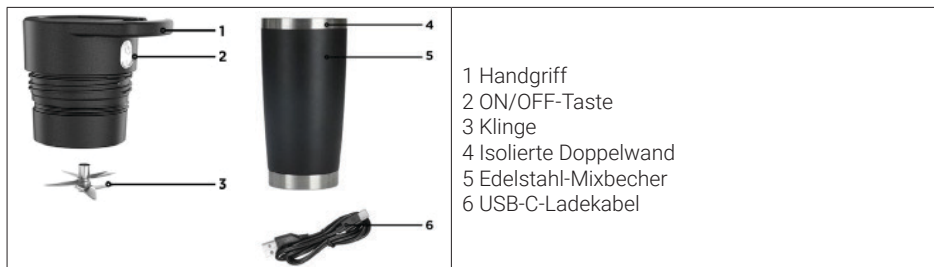 1
2
3
4
5
6
1 Handgriff
2 ON/OFF-Taste
3 Klinge
4 Isolierte Doppelwand
5 Edelstahl-Mixbecher
6 USB-C-Ladekabel